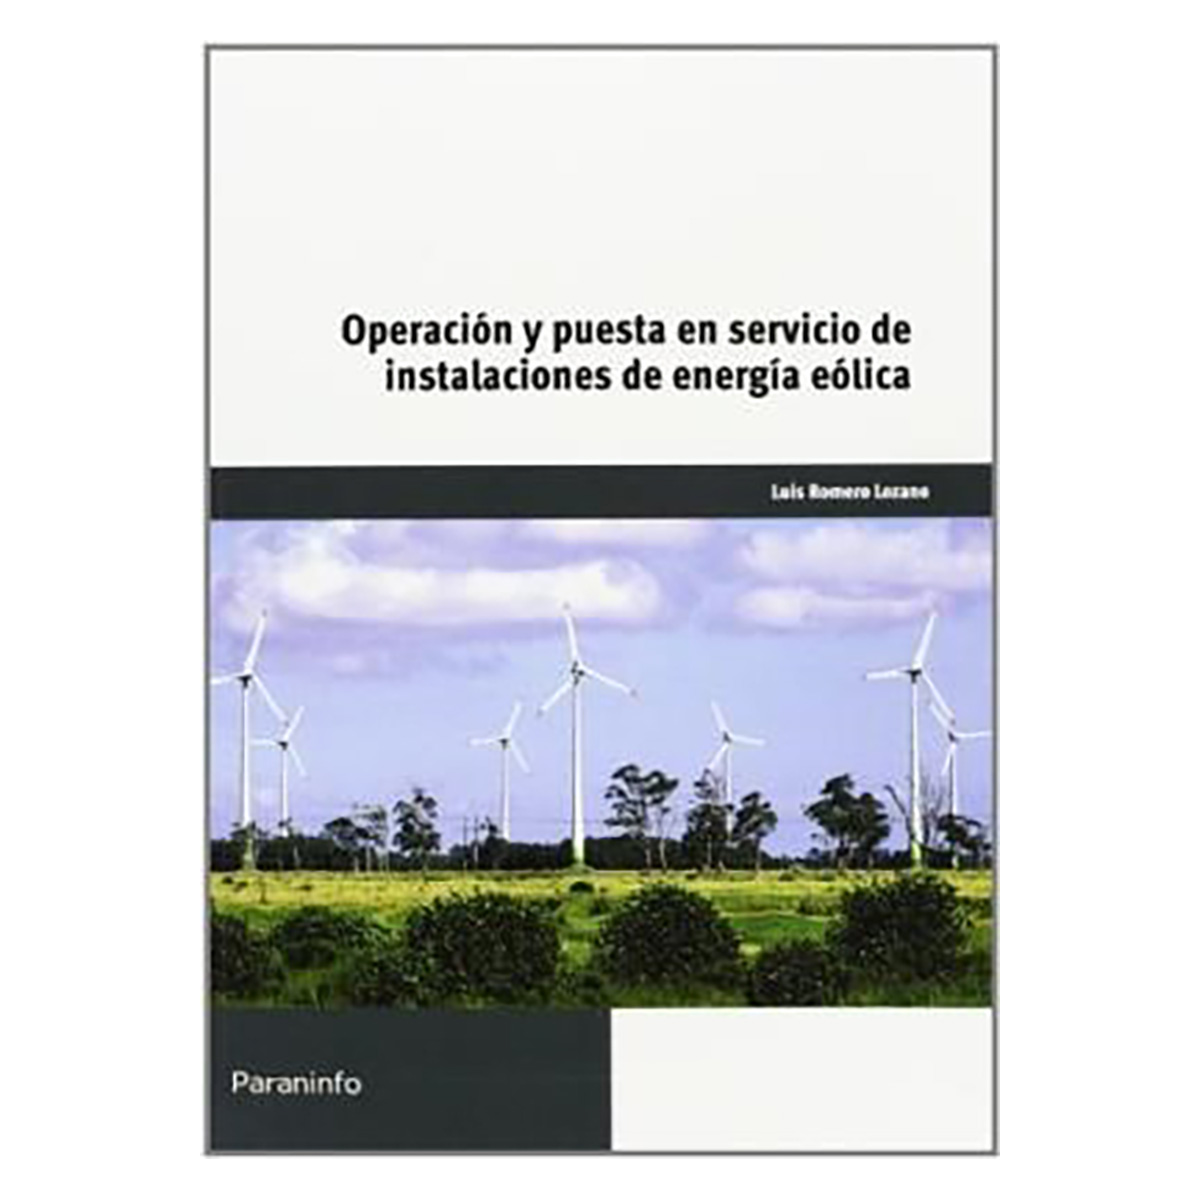 Operación y puesta en servicio de
instalaciones de energía eólica
Luis Romero Lozano
Paraninfo